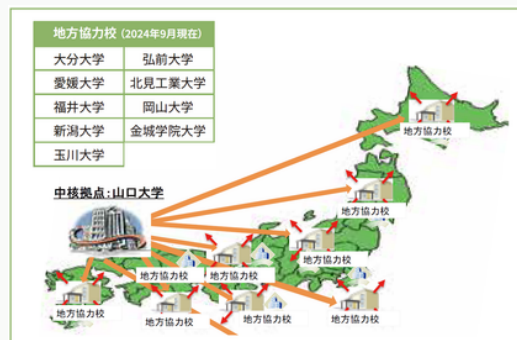 地方協力校（2024年9月現在）
大分大学 弘前大学
愛媛大学 北見工業大学
福井大学 岡山大学
新潟大学 金城学院大学
玉川大学
中核拠点：山口大学
地方協力校
地方協力校
地方協力校
地方協力校
地方協力校
地方協力校
地方協力校
地方協力校
地方協力校